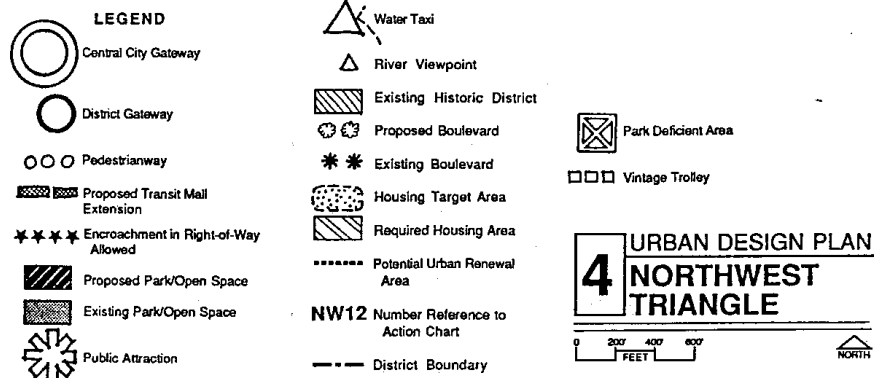 LEGEND
Central City Gateway
District Gateway
Pedestrianway
Proposed Transit Mall
Extension
Encroachment in Right-of-Way
Allowed
Proposed Park/Open Space
Existing Park/Open Space
Public Attraction
Water Taxi
River Viewpoint
Existing Historic District
Proposed Boulevard
Existing Boulevard
Housing Target Area
Required Housing Area
Potential Urban Renewal
Area
NW12 Number Reference to
Action Chart
District Boundary
Park Deficient Area
Vintage Trolley
4
URBAN DESIGN PLAN
NORTHWEST
TRIANGLE
0 200' 400' 600'
FEET
NORTH